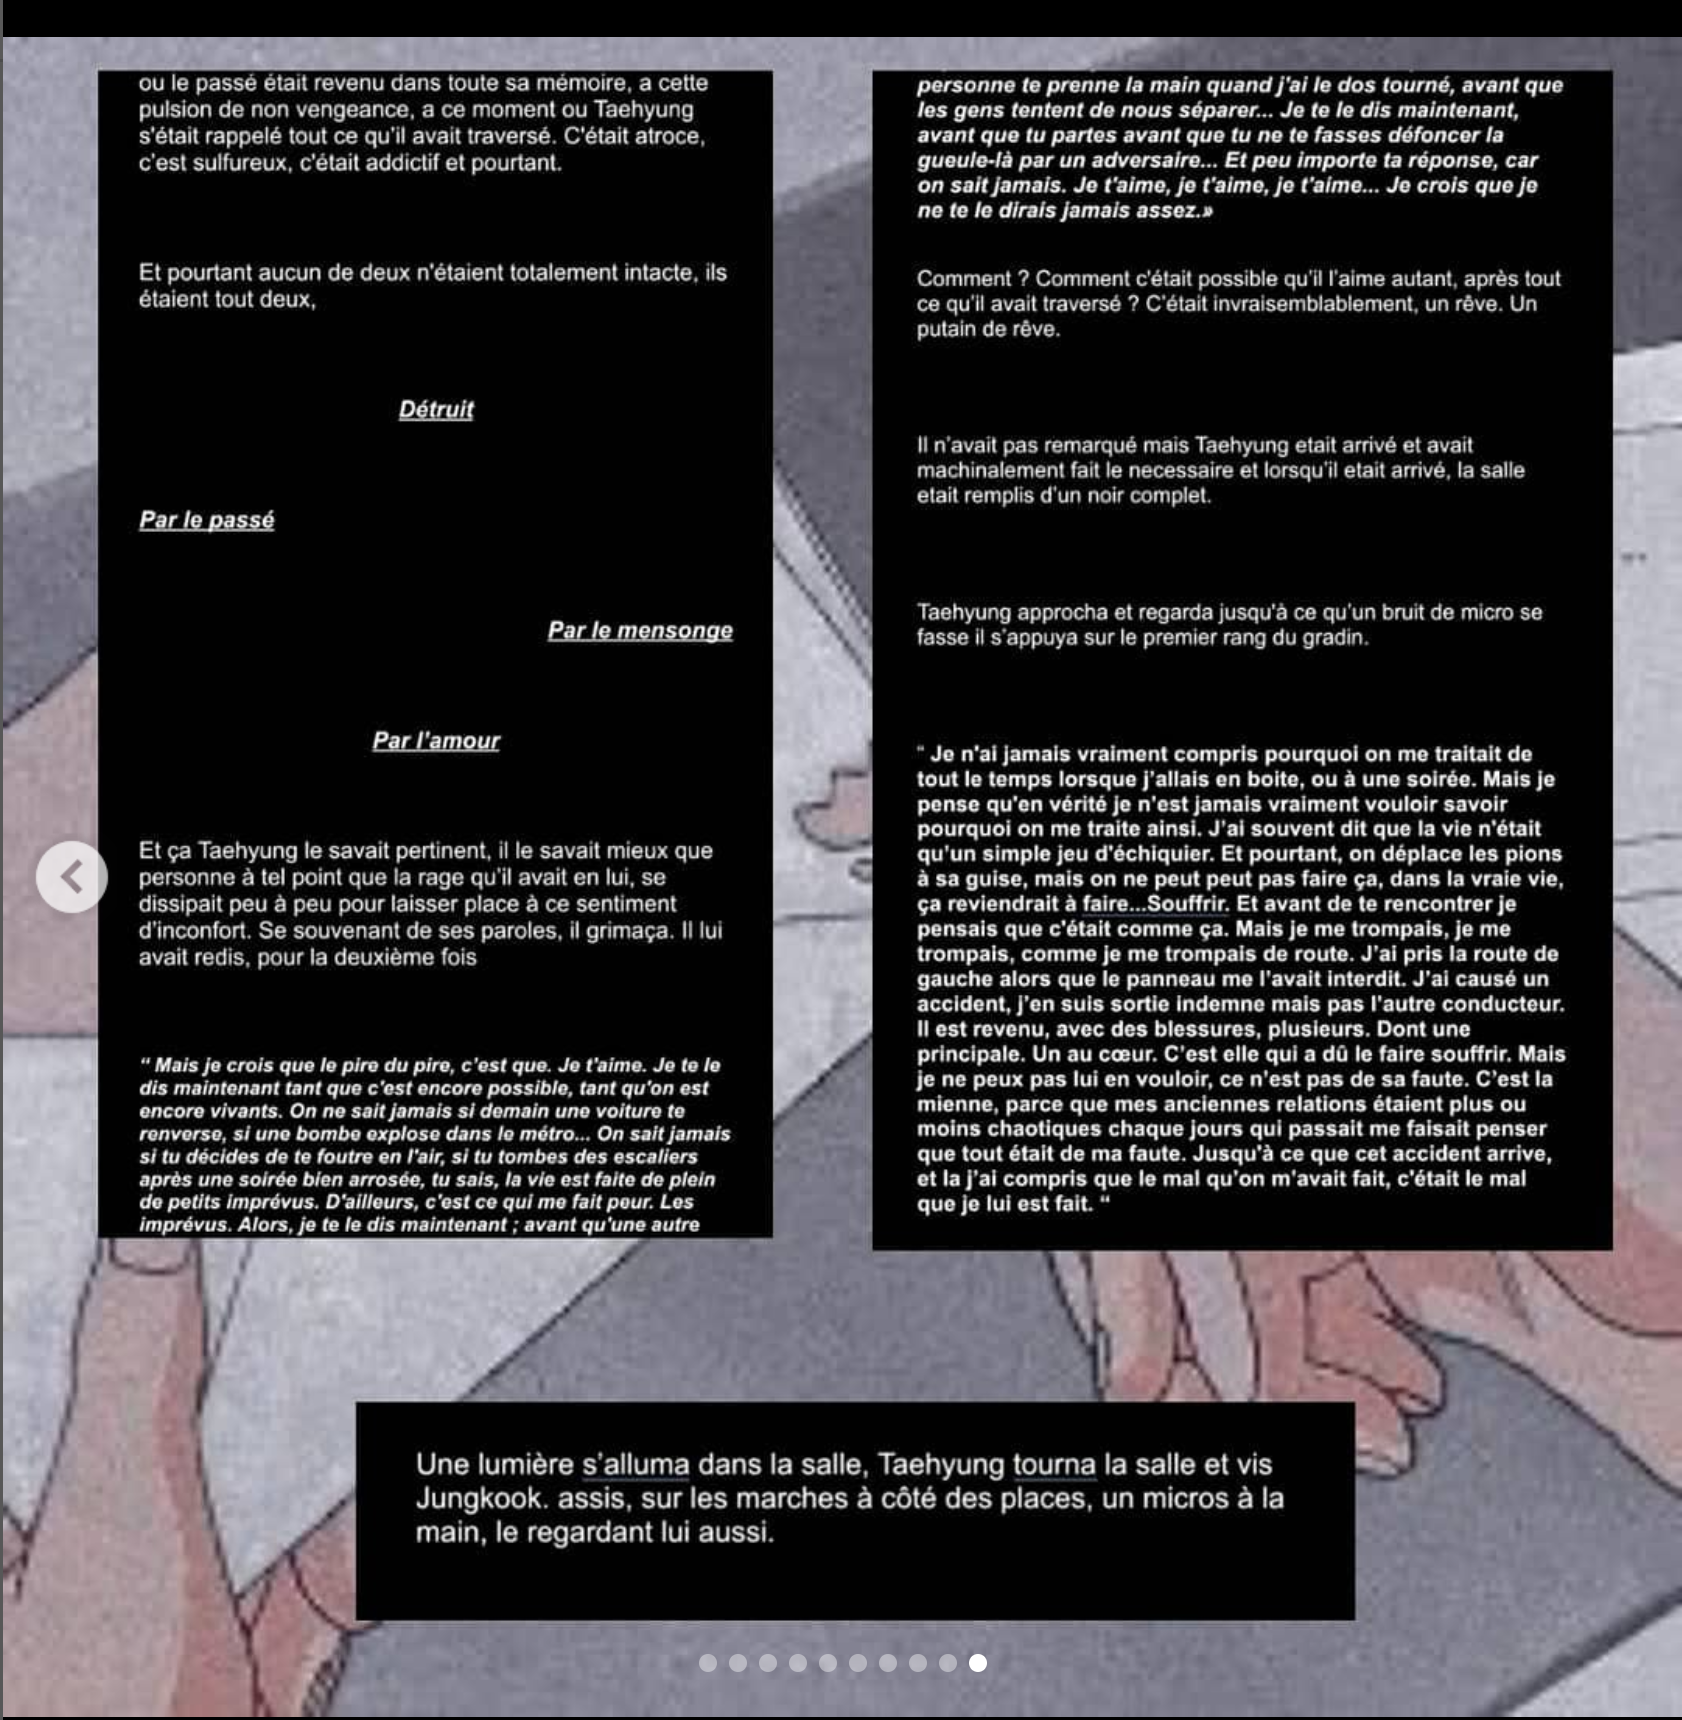 ou le passé était revenu dans toute sa mémoire, a cette
pulsion de non vengeance, a ce moment ou Taehyung
s'était rappelé tout ce qu'il avait traversé. C'était atroce,
c'est sulfureux, c'était addictif et pourtant.
Et pourtant aucun de deux n'étaient totalement intacte, ils
étaient tout deux,
Détruit
Par le passé
Par le mensonge
Par l'amour
Et ça Taehyung le savait pertinent, il le savait mieux que
personne à tel point que la rage qu'il avait en lui, se
dissipait peu à peu pour laisser place à ce sentiment
d'inconfort. Se souvenant de ses paroles, il grimaça. Il lui
avait redis, pour la deuxième fois
“ Mais je crois que le pire du pire, c'est que. Je t'aime. Je te le
dis maintenant tant que c'est encore possible, tant qu'on est
encore vivants. On ne sait jamais si demain une voiture te
renverse, si une bombe explose dans le métro... On sait jamais
si tu décides de te foutre en l'air, si tu tombes des escaliers
après une soirée bien arrosée, tu sais, la vie est faite de plein
de petits imprévus. D'ailleurs, c'est ce qui me fait peur. Les
imprévus. Alors, je te le dis maintenant ; avant qu'une autre
personne te prenne la main quand j'ai le dos tourné, avant que
les gens tentent de nous séparer... Je te le dis maintenant,
avant que tu partes avant que tu ne te fasses défoncer la
gueule-là par un adversaire... Et peu importe ta réponse, car
on sait jamais. Je t'aime, je t'aime, je t'aime... Je crois que je
ne te le dirais jamais assez.»
Comment ? Comment c'était possible qu'il l'aime autant, après tout
ce qu'il avait traversé ? C'était invraisemblablement, un rêve. Un
putain de rêve.
Il n'avait pas remarqué mais Taehyung etait arrivé et avait
machinalement fait le necessaire et lorsqu'il etait arrivé, la salle
etait remplis d'un noir complet.
Taehyung approcha et regarda jusqu'à ce qu'un bruit de micro se
fasse il s'appuya sur le premier rang du gradin.
“ Je n'ai jamais vraiment compris pourquoi on me traitait de
tout le temps lorsque j'allais en boite, ou à une soirée. Mais je
pense qu'en vérité je n'est jamais vraiment vouloir savoir
pourquoi on me traite ainsi. J'ai souvent dit que la vie n'était
qu'un simple jeu d'échiquier. Et pourtant, on déplace les pions
à sa guise, mais on ne peut peut pas faire ça, dans la vraie vie,
ça reviendrait à faire...Souffrir. Et avant de te rencontrer je
pensais que c'était comme ça. Mais je me trompais, je me
trompais, comme je me trompais de route. J'ai pris la route de
gauche alors que le panneau me l'avait interdit. J'ai causé un
accident, j'en suis sortie indemne mais pas l'autre conducteur.
Il est revenu, avec des blessures, plusieurs. Dont une
principale. Un au cœur. C'est elle qui a dû le faire souffrir. Mais
je ne peux pas lui en vouloir, ce n'est pas de sa faute. C'est la
mienne, parce que mes anciennes relations étaient plus ou
moins chaotiques chaque jours qui passait me faisait penser
que tout était de ma faute. Jusqu'à ce que cet accident arrive,
et la j'ai compris que le mal qu'on m'avait fait, c'était le mal
que je lui est fait. “
Une lumière s'alluma dans la salle, Taehyung tourna la salle et vis
Jungkook. assis, sur les marches à côté des places, un micros à la
main, le regardant lui aussi.